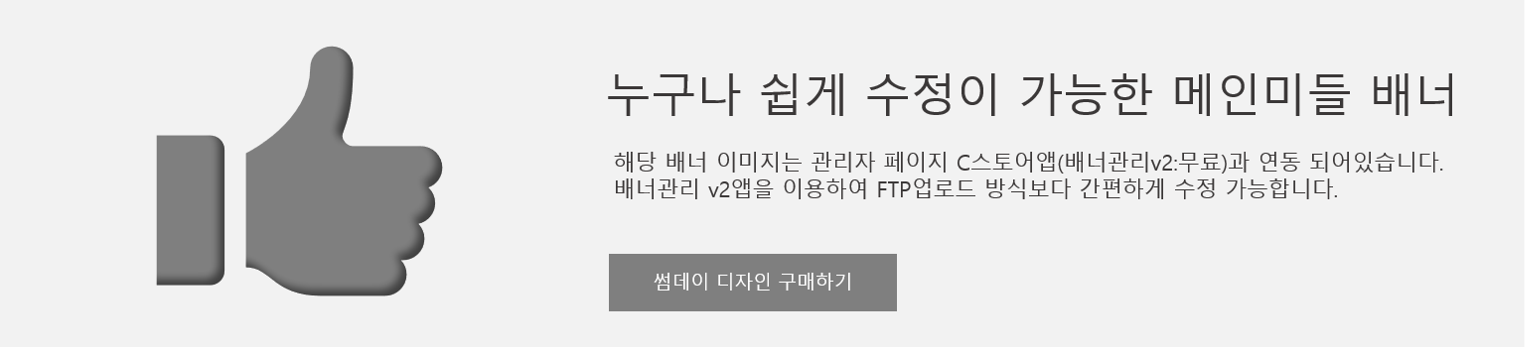 누구나 쉽게 수정이 가능한 메인미들 배너
해당 배너 이미지는 관리자 페이지 C스토어앱(배너관리v2:무료)과 연동 되어있습니다.
배너관리 v2앱을 이용하여 FTP업로드 방식보다 간편하게 수정 가능합니다.
썸데이 디자인 구매하기